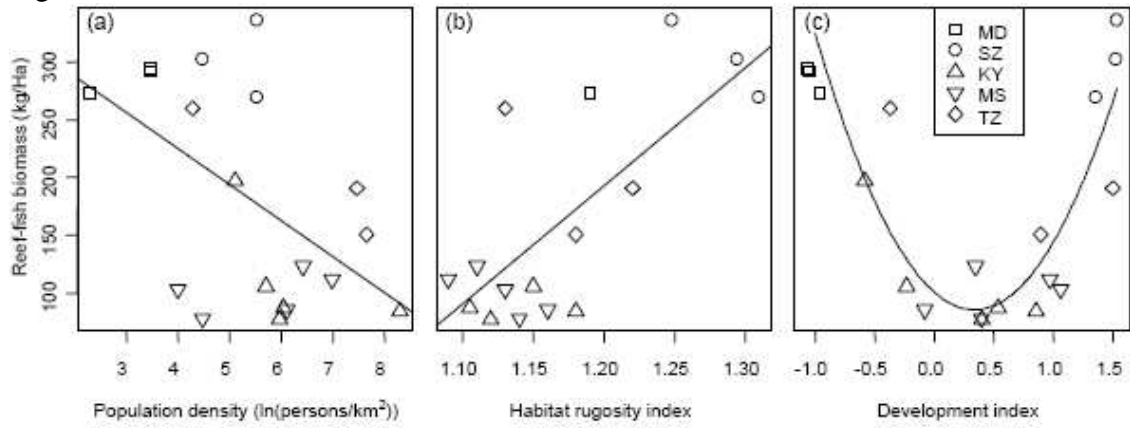 (a)
(b)
(c)
MD
SZ
KY
MS
TZ
Reef-fish biomass (kg/Ha)
300
250
200
150
100
3 4 5 6 7 8
1.10 1.15 1.20 1.25 1.30
-1.0 -0.5 0.0 0.5 1.0 1.5
Population density (ln(persons/km²))
Habitat rugosity index
Development index